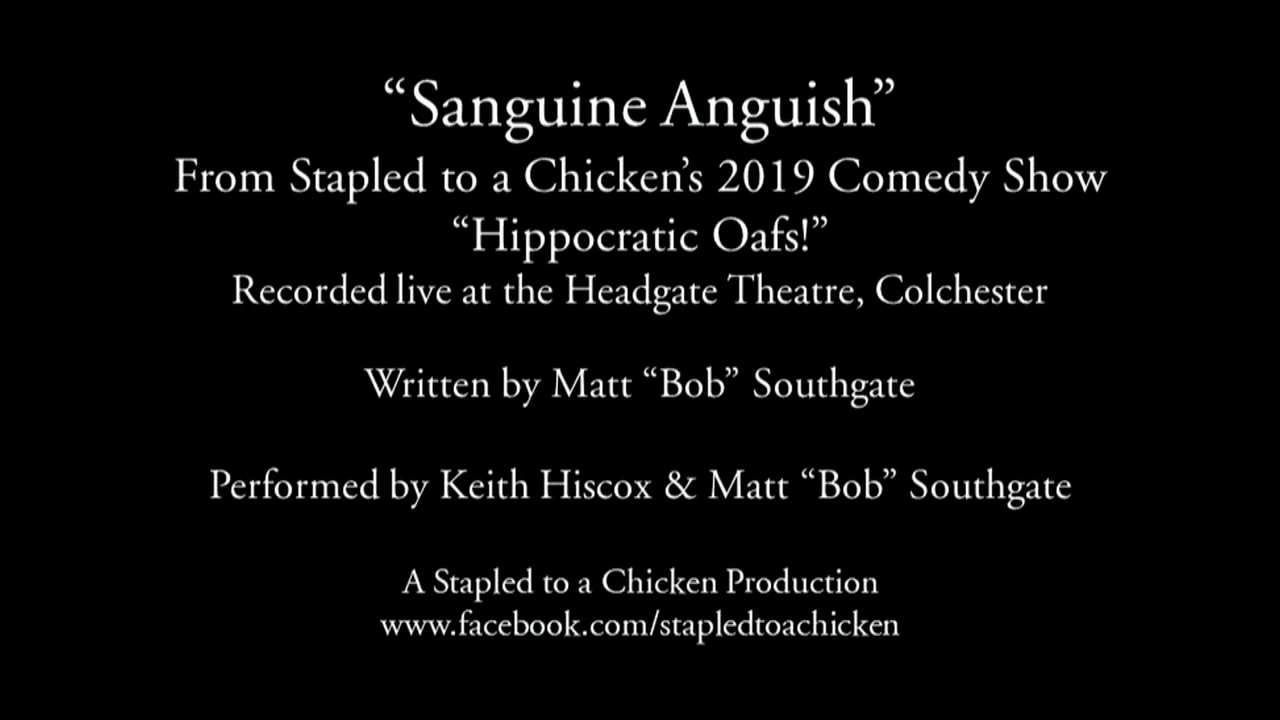 “Sanguine Anguish”
From Stapled to a Chicken’s 2019 Comedy Show
“Hippocratic Oafs!”
Recorded live at the Headgate Theatre, Colchester
Written by Matt “Bob” Southgate
Performed by Keith Hiscox & Matt “Bob” Southgate
A Stapled to a Chicken Production
www.facebook.com/stapledtoachicken